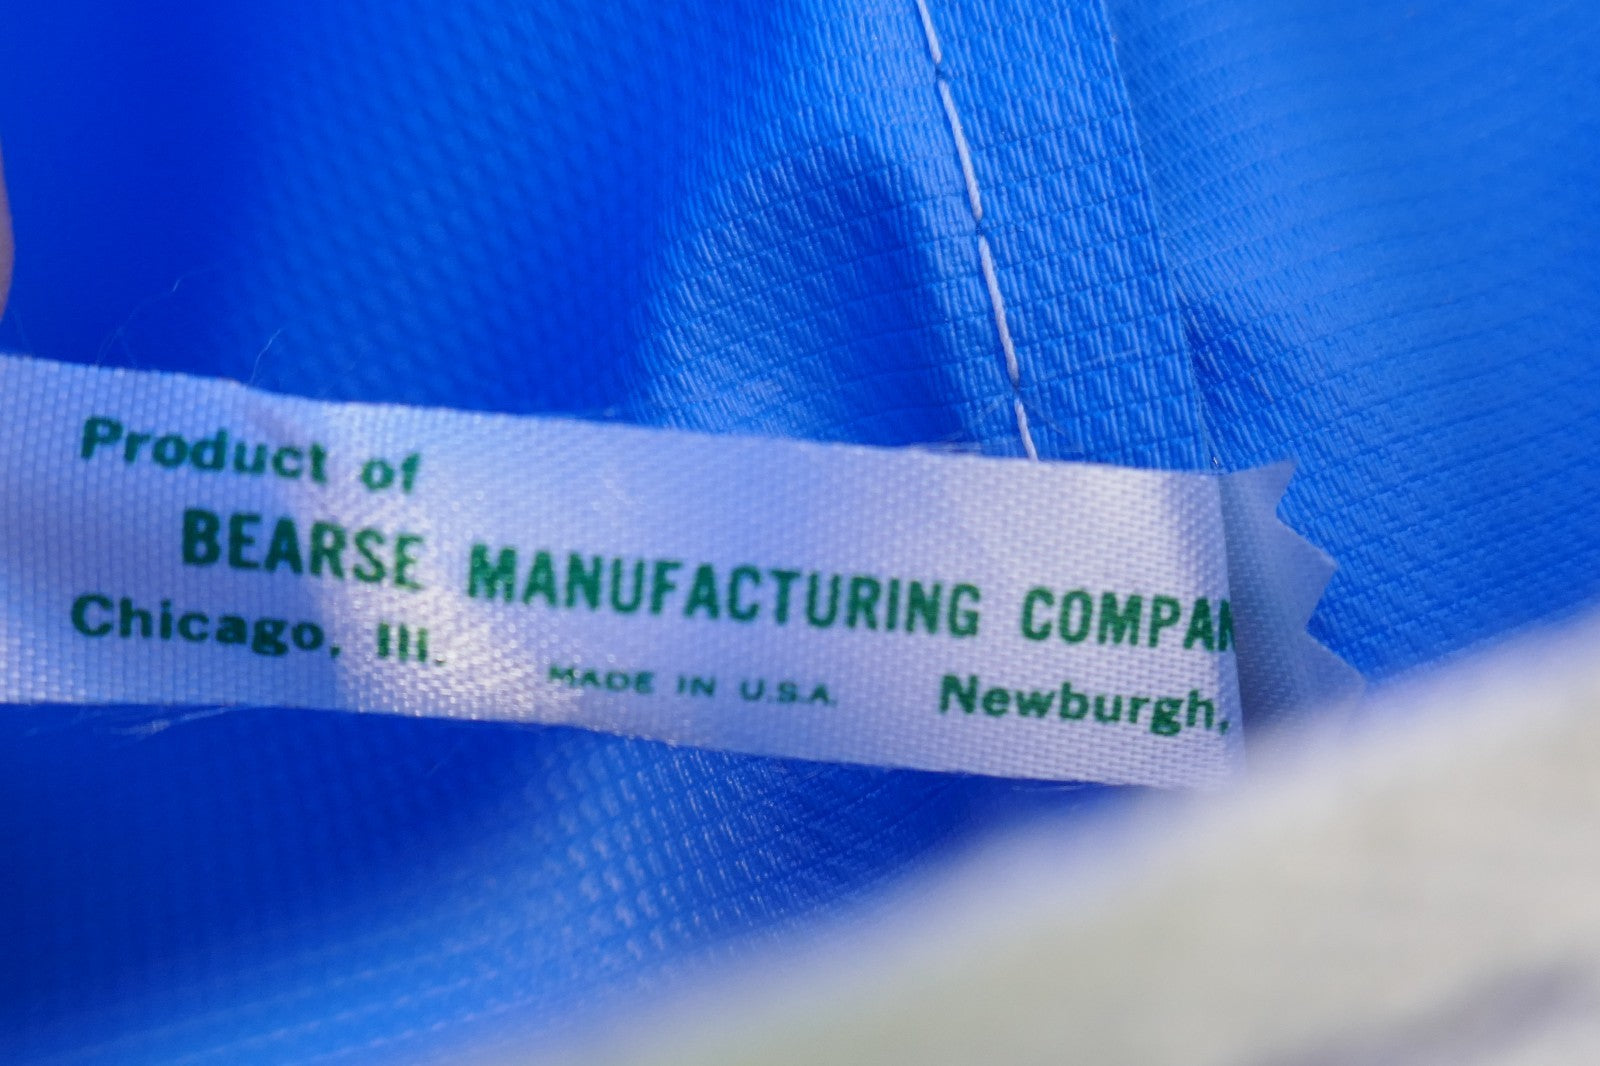 Product of
BEARSE MANUFACTURING COMPAN
Chicago, Ill. MADE IN U.S.A. Newburgh,